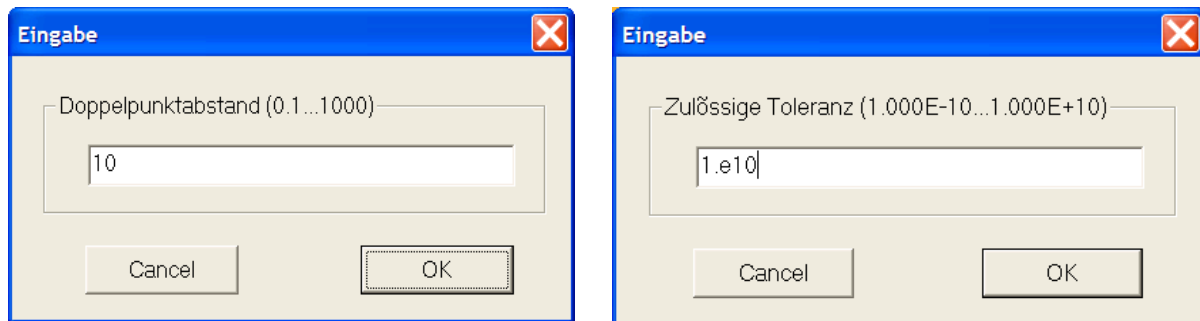 Eingabe
Doppelpunktabstand (0.1...1000)
10
Cancel
OK
Eingabe
Zulõssige Toleranz (1.000E-10...1.000E+10)
1.e10
Cancel
OK